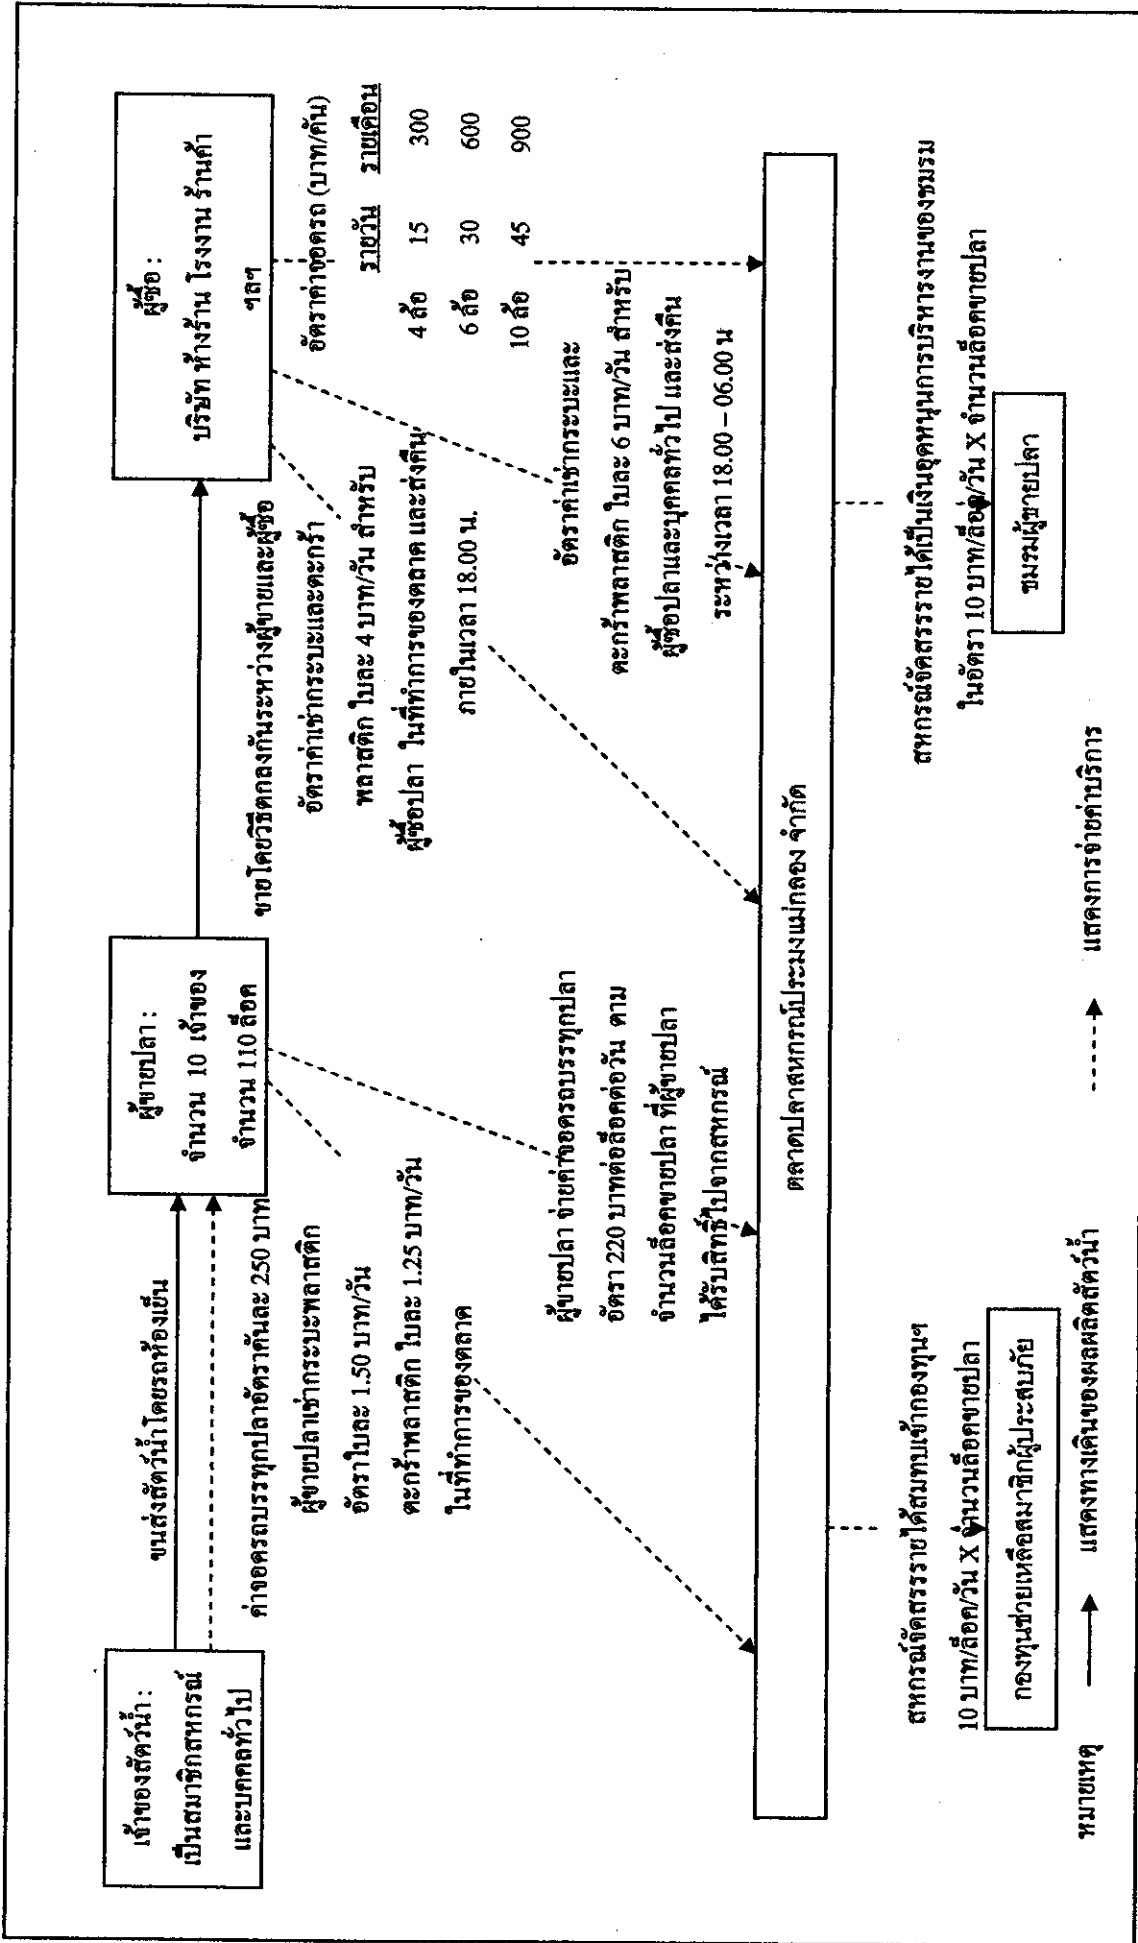 เจ้าของสัตว์น้ำ :
เป็นสมาชิกสหกรณ์
และบุคคลทั่วไป
ขนส่งสัตว์น้ำโดยรถห้องเย็น
ค่าจอดรถบรรทุกปลาอัตราคันละ 250 บาท
ผู้ขายปลา :
จำนวน 10 เจ้าของ
จำนวน 110 ล็อค
ขายโดยวิธีตกลงกันระหว่างผู้ขายและผู้ซื้อ
ผู้ซื้อ :
บริษัท ห้างร้าน โรงงาน ร้านค้า
ฯลฯ
ผู้ขายปลาเช่ากระบะพลาสติก
อัตราใบละ 1.50 บาท/วัน
ตะกร้าพลาสติก ใบละ 1.25 บาท/วัน
ในที่ทำการของตลาด
ผู้ขายปลา จ่ายค่าจอดรถบรรทุกปลา
อัตรา 220 บาทต่อล็อคต่อวัน ตาม
จำนวนล็อคขายปลา ที่ผู้ขายปลา
ได้รับสิทธิ์ไปจากสหกรณ์
อัตราค่าเช่ากระบะและตะกร้า
พลาสติก ใบละ 4 บาท/วัน สำหรับ
ผู้ซื้อปลา ในที่ทำการของตลาด และส่งคืน
ภายในเวลา 18.00 น.
อัตราค่าเช่ากระบะและ
ตะกร้าพลาสติก ใบละ 6 บาท/วัน สำหรับ
ผู้ซื้อปลาและบุคคลทั่วไป และส่งคืน
ระหว่างเวลา 18.00 – 06.00 น
อัตราค่าจอดรถ (บาท/คัน)
รายวัน รายเดือน
4 ล้อ 15 300
6 ล้อ 30 600
10 ล้อ 45 900
ตลาดปลาสหกรณ์ประมงแม่กลอง จำกัด
สหกรณ์จัดสรรรายได้สมทบเข้ากองทุนฯ
10 บาท/ล็อค/วัน X จำนวนล็อคขายปลา
กองทุนช่วยเหลือสมาชิกผู้ประสบภัย
สหกรณ์จัดสรรรายได้เป็นเงินอุดหนุนการบริหารงานของชมรม
ในอัตรา 10 บาท/ล็อค/วัน X จำนวนล็อคขายปลา
ชมรมผู้ขายปลา
หมายเหตุ แสดงทางเดินของผลผลิตสัตว์น้ำ แสดงการจ่ายค่าบริการ